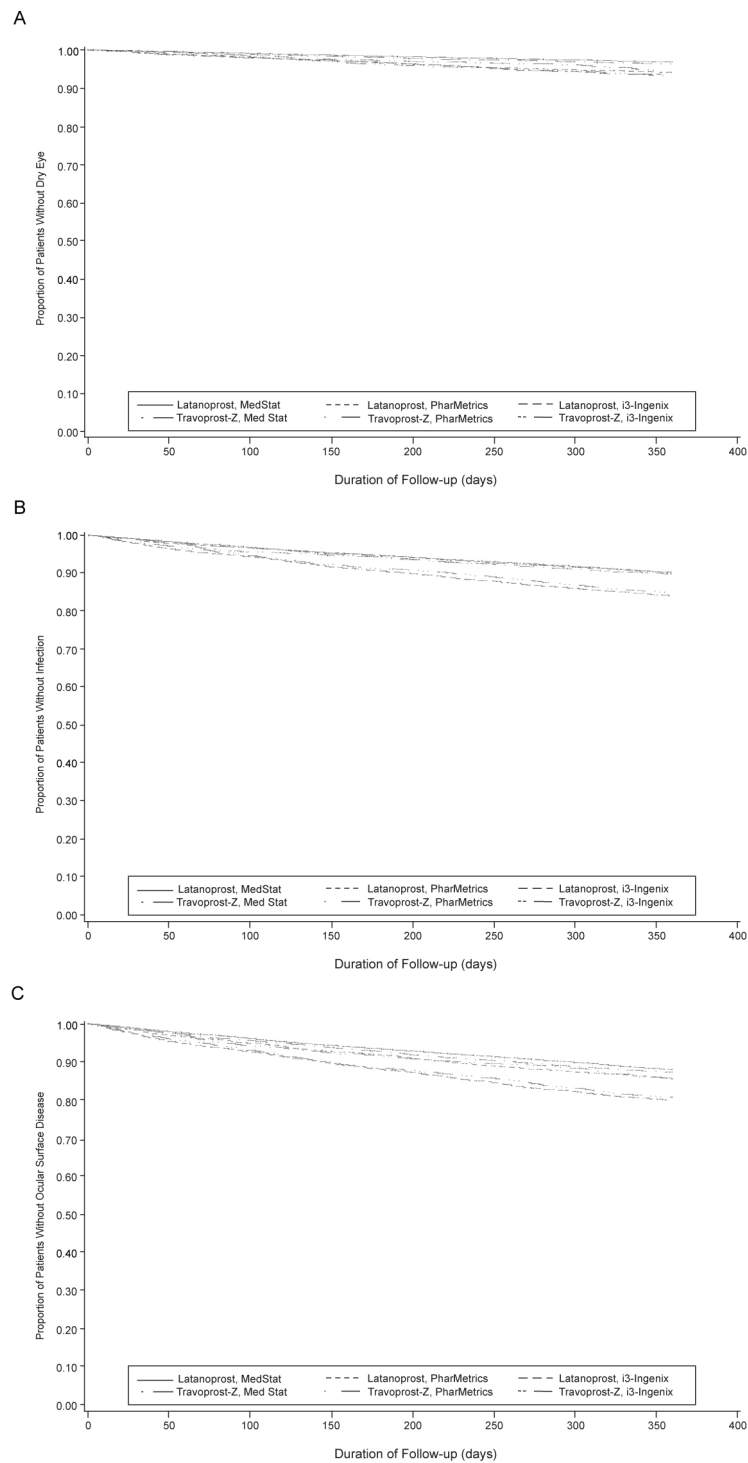 A
1.00
0.90
0.80
0.70
0.60
0.50
0.40
0.30
0.20
0.10
0.00
Proportion of Patients Without Dry Eye
Latanoprost, MedStat Latanoprost, PharMetrics Latanoprost, i3-Ingenix
Travoprost-Z, Med Stat Travoprost-Z, PharMetrics Travoprost-Z, i3-Ingenix
0 50 100 150 200 250 300 350 400
Duration of Follow-up (days)
B
1.00
0.90
0.80
0.70
0.60
0.50
0.40
0.30
0.20
0.10
0.00
Proportion of Patients Without Infection
Latanoprost, MedStat Latanoprost, PharMetrics Latanoprost, i3-Ingenix
Travoprost-Z, Med Stat Travoprost-Z, PharMetrics Travoprost-Z, i3-Ingenix
0 50 100 150 200 250 300 350 400
Duration of Follow-up (days)
C
1.00
0.90
0.80
0.70
0.60
0.50
0.40
0.30
0.20
0.10
0.00
Proportion of Patients Without Ocular Surface Disease
Latanoprost, MedStat Latanoprost, PharMetrics Latanoprost, i3-Ingenix
Travoprost-Z, Med Stat Travoprost-Z, PharMetrics Travoprost-Z, i3-Ingenix
0 50 100 150 200 250 300 350 400
Duration of Follow-up (days)